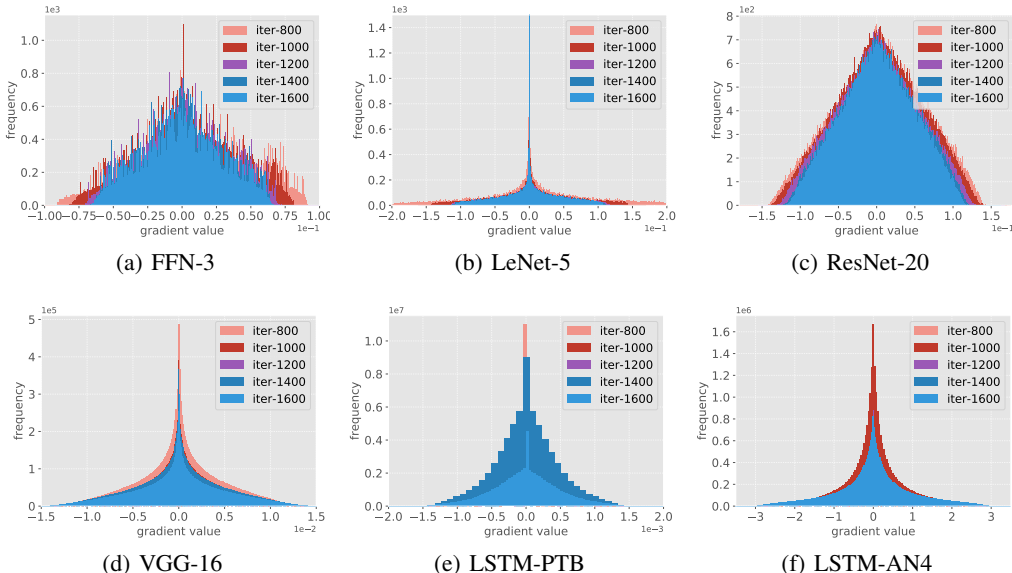 1e3
1.0
0.8
0.6
0.4
0.2
0.0
frequency
iter-800
iter-1000
iter-1200
iter-1400
iter-1600
−1.00 −0.75 −0.50 −0.25 0.00 0.25 0.50 0.75 1.00
gradient value
1e−1
(a) FFN-3
1e3
1.4
1.2
1.0
0.8
0.6
0.4
0.2
0.0
frequency
iter-800
iter-1000
iter-1200
iter-1400
iter-1600
−2.0 −1.5 −1.0 −0.5 0.0 0.5 1.0 1.5 2.0
gradient value
1e−1
(b) LeNet-5
1e2
8
7
6
5
4
3
2
1
0
frequency
iter-800
iter-1000
iter-1200
iter-1400
iter-1600
−1.5 −1.0 −0.5 0.0 0.5 1.0 1.5
gradient value
1e−1
(c) ResNet-20
1e5
5
4
3
2
1
0
frequency
iter-800
iter-1000
iter-1200
iter-1400
iter-1600
−1.5 −1.0 −0.5 0.0 0.5 1.0 1.5
gradient value
1e−2
(d) VGG-16
1e7
1.0
0.8
0.6
0.4
0.2
0.0
frequency
iter-800
iter-1000
iter-1200
iter-1400
iter-1600
−2.0 −1.5 −1.0 −0.5 0.0 0.5 1.0 1.5 2.0
gradient value
1e−3
(e) LSTM-PTB
1e6
1.6
1.4
1.2
1.0
0.8
0.6
0.4
0.2
0.0
frequency
iter-800
iter-1000
iter-1200
iter-1400
iter-1600
−3 −2 −1 0 1 2 3
gradient value
(f) LSTM-AN4